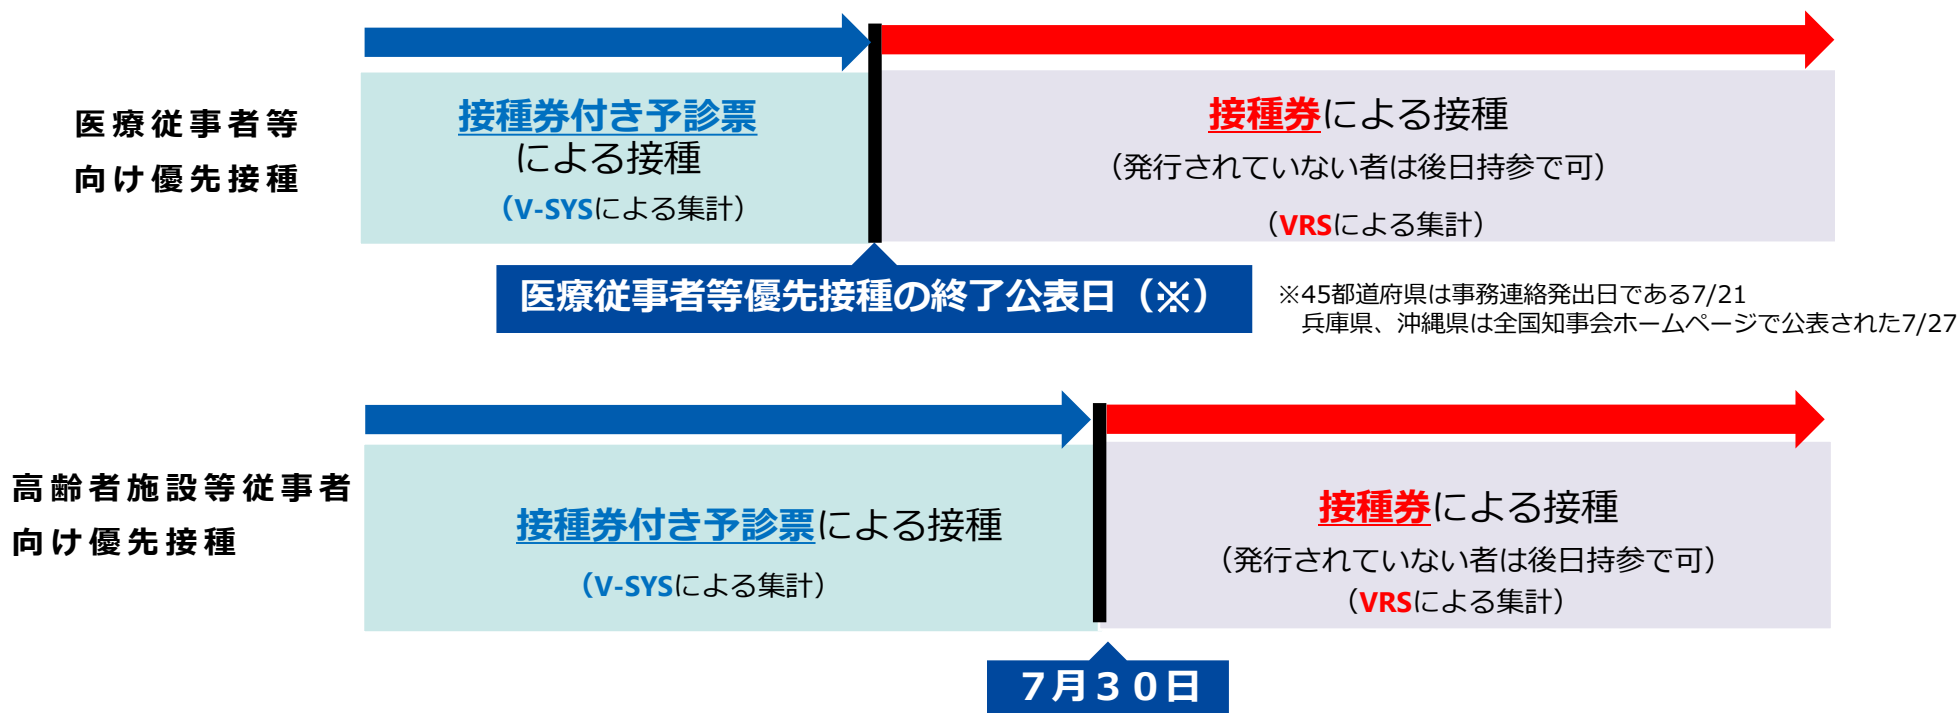 医療従事者等
向け優先接種
接種券付き予診票
による接種
（V-SYSによる集計）
接種券による接種
（発行されていない者は後日持参で可）
（VRSによる集計）
医療従事者等優先接種の終了公表日（※）
※45都道府県は事務連絡発出日である7/21
兵庫県、沖縄県は全国知事会ホームページで公表された7/27
高齢者施設等従事者
向け優先接種
接種券付き予診票による接種
（V-SYSによる集計）
接種券による接種
（発行されていない者は後日持参で可）
（VRSによる集計）
７月３０日